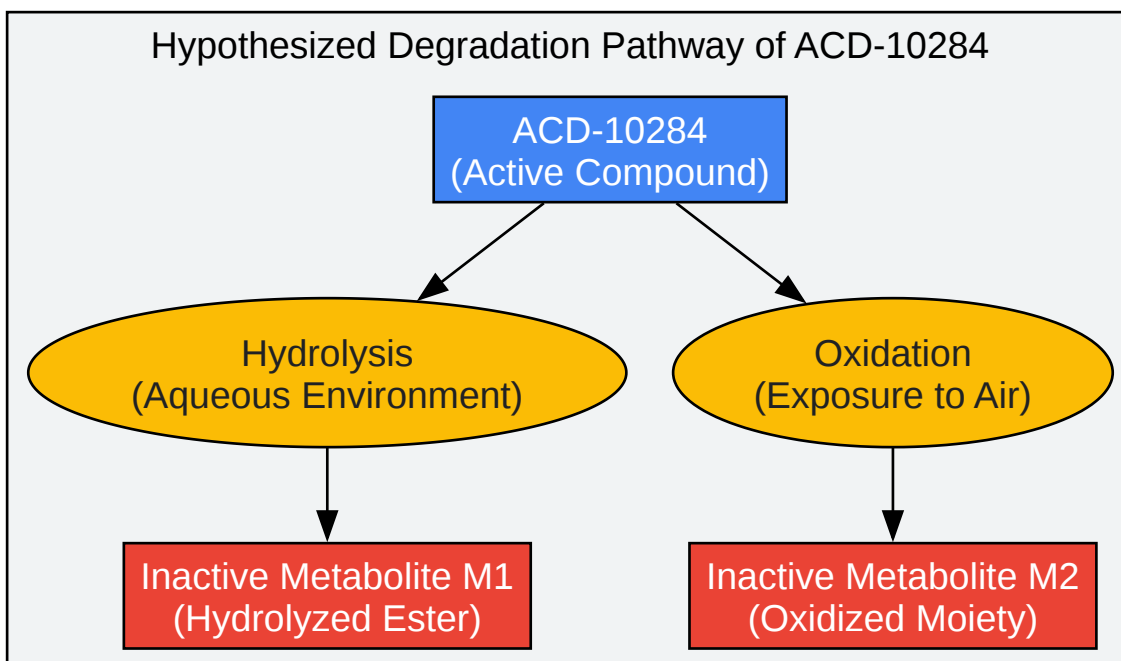 Hypothesized Degradation Pathway of ACD-10284
ACD-10284
(Active Compound)
Hydrolysis
(Aqueous Environment)
Oxidation
(Exposure to Air)
Inactive Metabolite M1
(Hydrolyzed Ester)
Inactive Metabolite M2
(Oxidized Moiety)